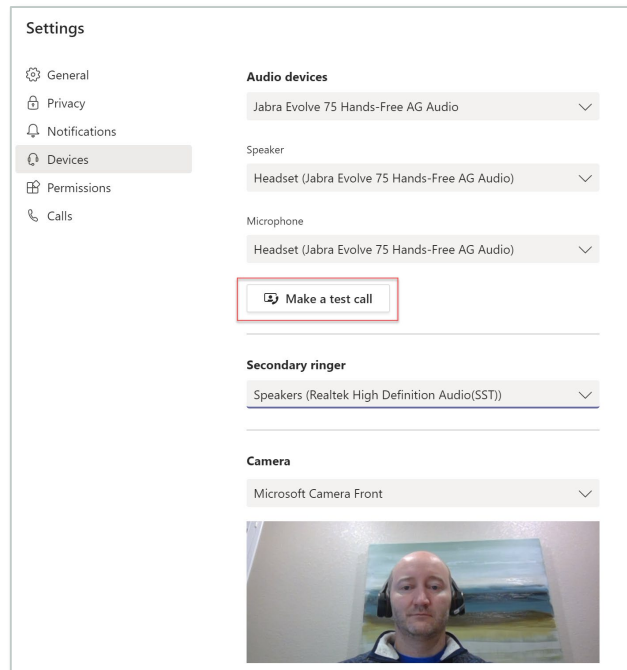 Settings
General
Privacy
Notifications
Devices
Permissions
Calls
Audio devices
Jabra Evolve 75 Hands-Free AG Audio
Speaker
Headset (Jabra Evolve 75 Hands-Free AG Audio)
Microphone
Headset (Jabra Evolve 75 Hands-Free AG Audio)
Make a test call
Secondary ringer
Speakers (Realtek High Definition Audio(SST))
Camera
Microsoft Camera Front